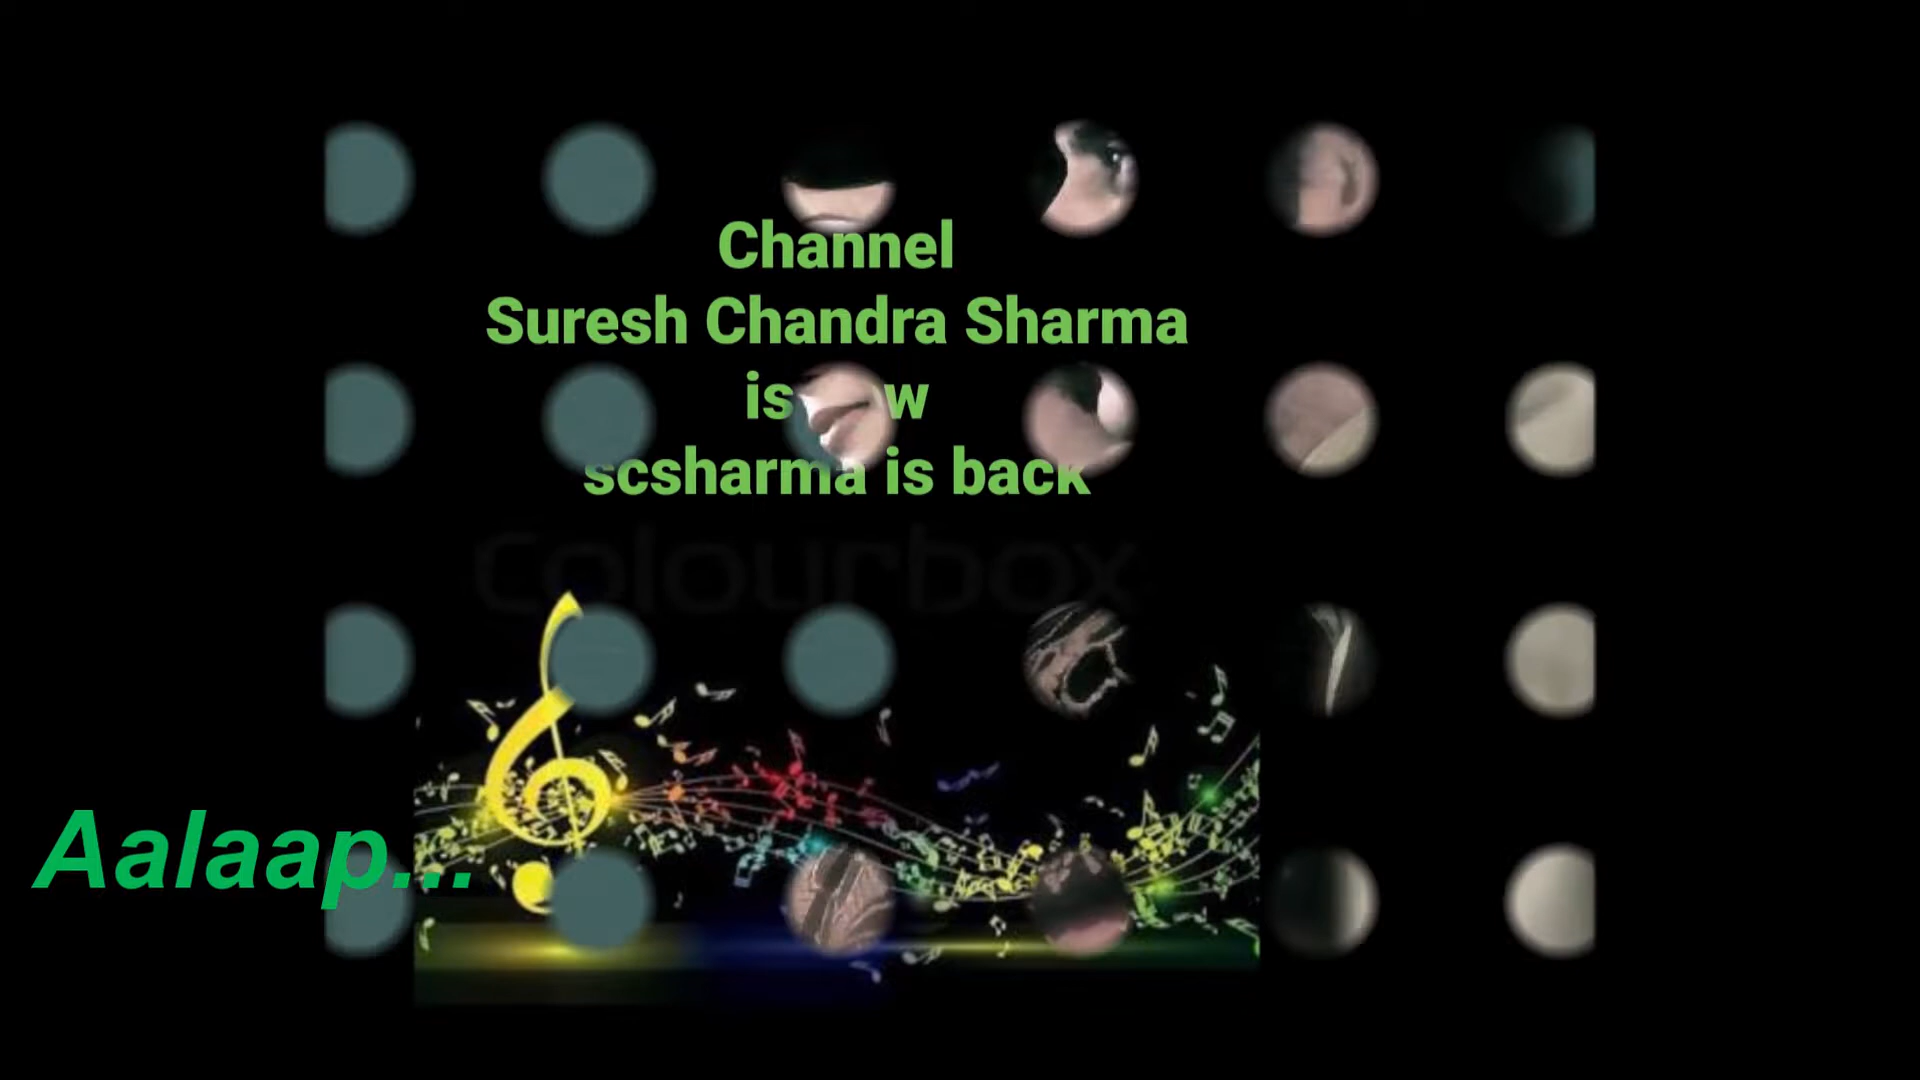 Channel
Suresh Chandra Sharma
is w
scsharma is back
Colourbox
Aalaap...